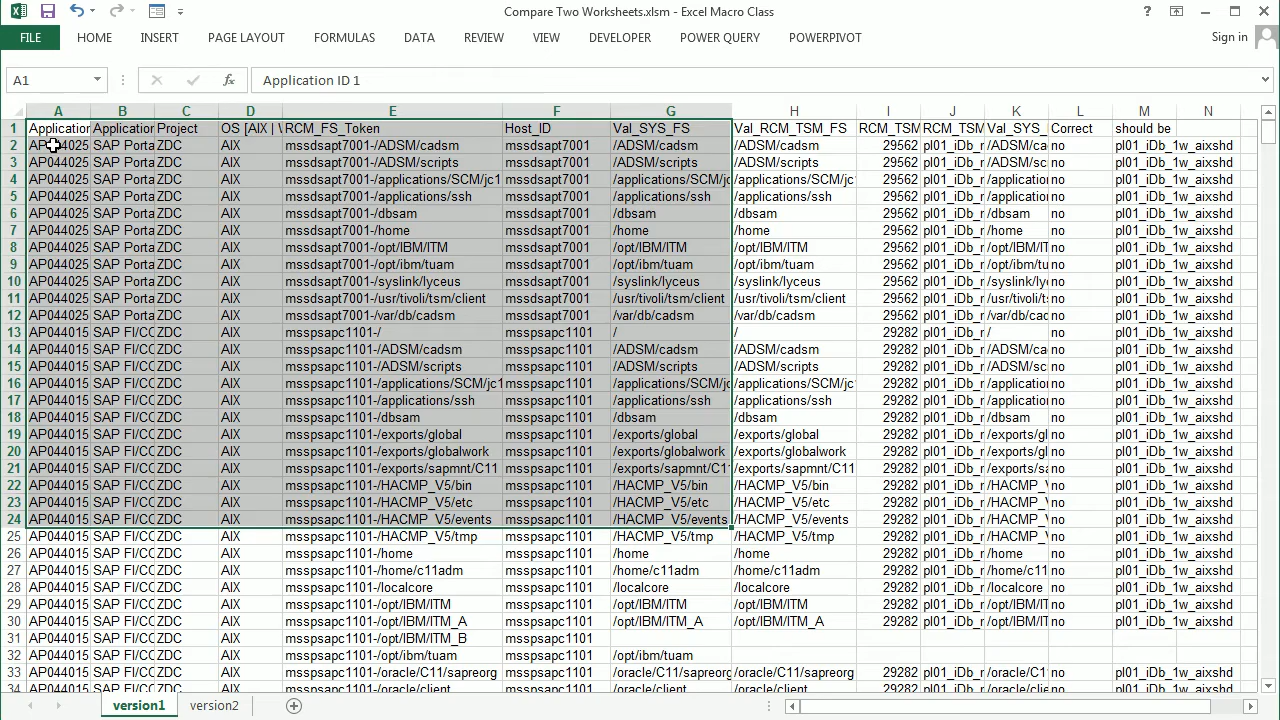 Compare Two Worksheets.xlsm - Excel Macro Class
FILE HOME INSERT PAGE LAYOUT FORMULAS DATA REVIEW VIEW DEVELOPER POWER QUERY POWERPIVOT Sign in
A1 fx Application ID 1
A B C D E F G H I J K L M N
1 Application Application Project OS [AIX | \ RCM_FS_Token Host_ID Val_SYS_FS Val_RCM_TSM_FS RCM_TSM RCM_TSM Val_SYS_ Correct should be
2 AP044025 SAP Porta ZDC AIX mssdsapt7001-/ADSM/cadsm mssdsapt7001 /ADSM/cadsm /ADSM/cadsm 29562 pl01_iDb_r /ADSM/ca no pl01_iDb_1w_aixshd
3 AP044025 SAP Porta ZDC AIX mssdsapt7001-/ADSM/scripts mssdsapt7001 /ADSM/scripts /ADSM/scripts 29562 pl01_iDb_r /ADSM/sc no pl01_iDb_1w_aixshd
4 AP044025 SAP Porta ZDC AIX mssdsapt7001-/applications/SCM/jc1 mssdsapt7001 /applications/SCM/jc /applications/SCM/jc1 29562 pl01_iDb_r /applicatior no pl01_iDb_1w_aixshd
5 AP044025 SAP Porta ZDC AIX mssdsapt7001-/applications/ssh mssdsapt7001 /applications/ssh /applications/ssh 29562 pl01_iDb_r /applicatior no pl01_iDb_1w_aixshd
6 AP044025 SAP Porta ZDC AIX mssdsapt7001-/dbsam mssdsapt7001 /dbsam /dbsam 29562 pl01_iDb_r /dbsam no pl01_iDb_1w_aixshd
7 AP044025 SAP Porta ZDC AIX mssdsapt7001-/home mssdsapt7001 /home /home 29562 pl01_iDb_r /home no pl01_iDb_1w_aixshd
8 AP044025 SAP Porta ZDC AIX mssdsapt7001-/opt/IBM/ITM mssdsapt7001 /opt/IBM/ITM /opt/IBM/ITM 29562 pl01_iDb_r /opt/IBM/IT no pl01_iDb_1w_aixshd
9 AP044025 SAP Porta ZDC AIX mssdsapt7001-/opt/ibm/tuam mssdsapt7001 /opt/ibm/tuam /opt/ibm/tuam 29562 pl01_iDb_r /opt/ibm/tu no pl01_iDb_1w_aixshd
10 AP044025 SAP Porta ZDC AIX mssdsapt7001-/syslink/lyceus mssdsapt7001 /syslink/lyceus /syslink/lyceus 29562 pl01_iDb_r /syslink/ly no pl01_iDb_1w_aixshd
11 AP044025 SAP Porta ZDC AIX mssdsapt7001-/usr/tivoli/tsm/client mssdsapt7001 /usr/tivoli/tsm/client /usr/tivoli/tsm/client 29562 pl01_iDb_r /usr/tivoli/t no pl01_iDb_1w_aixshd
12 AP044025 SAP Porta ZDC AIX mssdsapt7001-/var/db/cadsm mssdsapt7001 /var/db/cadsm /var/db/cadsm 29562 pl01_iDb_r /var/db/ca no pl01_iDb_1w_aixshd
13 AP044015 SAP FI/CC ZDC AIX msspsapc1101-/ msspsapc1101 / / 29282 pl01_iDb_r / no pl01_iDb_1w_aixshd
14 AP044015 SAP FI/CC ZDC AIX msspsapc1101-/ADSM/cadsm msspsapc1101 /ADSM/cadsm /ADSM/cadsm 29282 pl01_iDb_r /ADSM/ca no pl01_iDb_1w_aixshd
15 AP044015 SAP FI/CC ZDC AIX msspsapc1101-/ADSM/scripts msspsapc1101 /ADSM/scripts /ADSM/scripts 29282 pl01_iDb_r /ADSM/sc no pl01_iDb_1w_aixshd
16 AP044015 SAP FI/CC ZDC AIX msspsapc1101-/applications/SCM/jc1 msspsapc1101 /applications/SCM/jc /applications/SCM/jc1 29282 pl01_iDb_r /applicatior no pl01_iDb_1w_aixshd
17 AP044015 SAP FI/CC ZDC AIX msspsapc1101-/applications/ssh msspsapc1101 /applications/ssh /applications/ssh 29282 pl01_iDb_r /applicatior no pl01_iDb_1w_aixshd
18 AP044015 SAP FI/CC ZDC AIX msspsapc1101-/dbsam msspsapc1101 /dbsam /dbsam 29282 pl01_iDb_r /dbsam no pl01_iDb_1w_aixshd
19 AP044015 SAP FI/CC ZDC AIX msspsapc1101-/exports/global msspsapc1101 /exports/global /exports/global 29282 pl01_iDb_r /exports/gl no pl01_iDb_1w_aixshd
20 AP044015 SAP FI/CC ZDC AIX msspsapc1101-/exports/globalwork msspsapc1101 /exports/globalwork /exports/globalwork 29282 pl01_iDb_r /exports/gl no pl01_iDb_1w_aixshd
21 AP044015 SAP FI/CC ZDC AIX msspsapc1101-/exports/sapmnt/C11 msspsapc1101 /exports/sapmnt/C1 /exports/sapmnt/C11 29282 pl01_iDb_r /exports/sa no pl01_iDb_1w_aixshd
22 AP044015 SAP FI/CC ZDC AIX msspsapc1101-/HACMP_V5/bin msspsapc1101 /HACMP_V5/bin /HACMP_V5/bin 29282 pl01_iDb_r /HACMP_\ no pl01_iDb_1w_aixshd
23 AP044015 SAP FI/CC ZDC AIX msspsapc1101-/HACMP_V5/etc msspsapc1101 /HACMP_V5/etc /HACMP_V5/etc 29282 pl01_iDb_r /HACMP_\ no pl01_iDb_1w_aixshd
24 AP044015 SAP FI/CC ZDC AIX msspsapc1101-/HACMP_V5/events msspsapc1101 /HACMP_V5/events /HACMP_V5/events 29282 pl01_iDb_r /HACMP_\ no pl01_iDb_1w_aixshd
25 AP044015 SAP FI/CC ZDC AIX msspsapc1101-/HACMP_V5/tmp msspsapc1101 /HACMP_V5/tmp /HACMP_V5/tmp 29282 pl01_iDb_r /HACMP_\ no pl01_iDb_1w_aixshd
26 AP044015 SAP FI/CC ZDC AIX msspsapc1101-/home msspsapc1101 /home /home 29282 pl01_iDb_r /home no pl01_iDb_1w_aixshd
27 AP044015 SAP FI/CC ZDC AIX msspsapc1101-/home/c11adm msspsapc1101 /home/c11adm /home/c11adm 29282 pl01_iDb_r /home/c11 no pl01_iDb_1w_aixshd
28 AP044015 SAP FI/CC ZDC AIX msspsapc1101-/localcore msspsapc1101 /localcore /localcore 29282 pl01_iDb_r /localcore no pl01_iDb_1w_aixshd
29 AP044015 SAP FI/CC ZDC AIX msspsapc1101-/opt/IBM/ITM msspsapc1101 /opt/IBM/ITM /opt/IBM/ITM 29282 pl01_iDb_r /opt/IBM/IT no pl01_iDb_1w_aixshd
30 AP044015 SAP FI/CC ZDC AIX msspsapc1101-/opt/IBM/ITM_A msspsapc1101 /opt/IBM/ITM_A /opt/IBM/ITM_A 29282 pl01_iDb_r /opt/IBM/IT no pl01_iDb_1w_aixshd
31 AP044015 SAP FI/CC ZDC AIX msspsapc1101-/opt/IBM/ITM_B msspsapc1101
32 AP044015 SAP FI/CC ZDC AIX msspsapc1101-/opt/ibm/tuam msspsapc1101 /opt/ibm/tuam
33 AP044015 SAP FI/CC ZDC AIX msspsapc1101-/oracle/C11/sapreorg msspsapc1101 /oracle/C11/sapreorg /oracle/C11/sapreorg 29282 pl01_iDb_r /oracle/C1 no pl01_iDb_1w_aixshd
34 AP044015 SAP FI/CC ZDC AIX msspsapc1101-/oracle/client msspsapc1101 /oracle/client /oracle/client 29282 pl01_iDb_r /oracle/clie no pl01_iDb_1w_aixshd
version1 version2